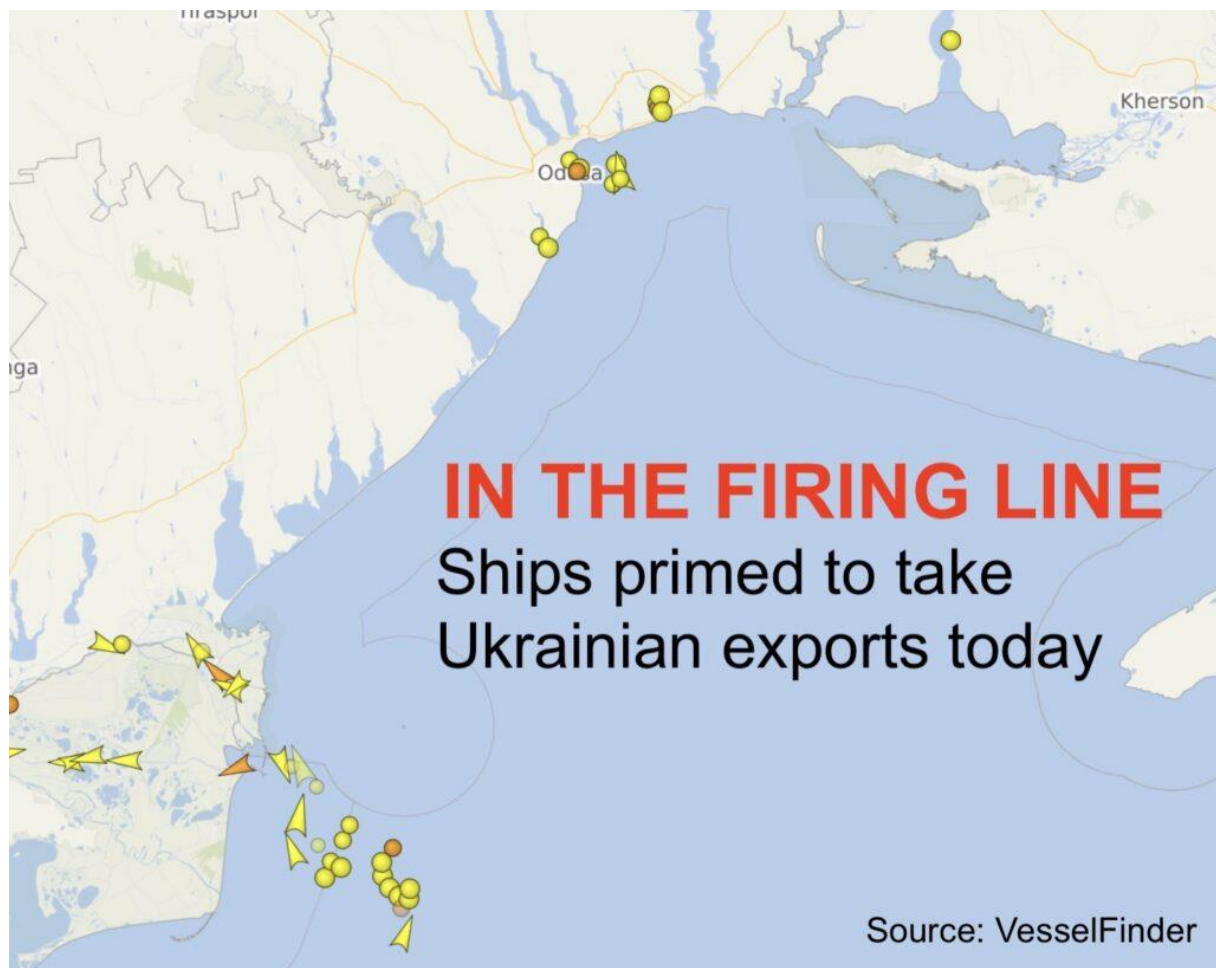 Kherson
IN THE FIRING LINE
Ships primed to take
Ukrainian exports today
Source: VesselFinder